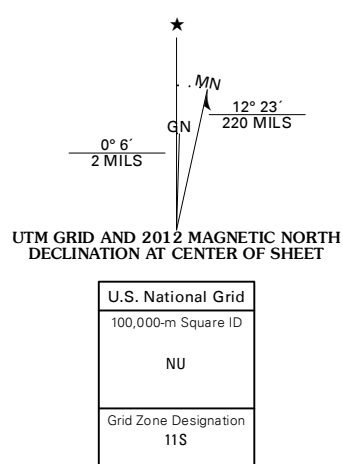 MN
12° 23´
220 MILS
GN
0° 6´
2 MILS
UTM GRID AND 2012 MAGNETIC NORTH
DECLINATION AT CENTER OF SHEET
U.S. National Grid
100,000-m Square ID
NU
Grid Zone Designation
11S